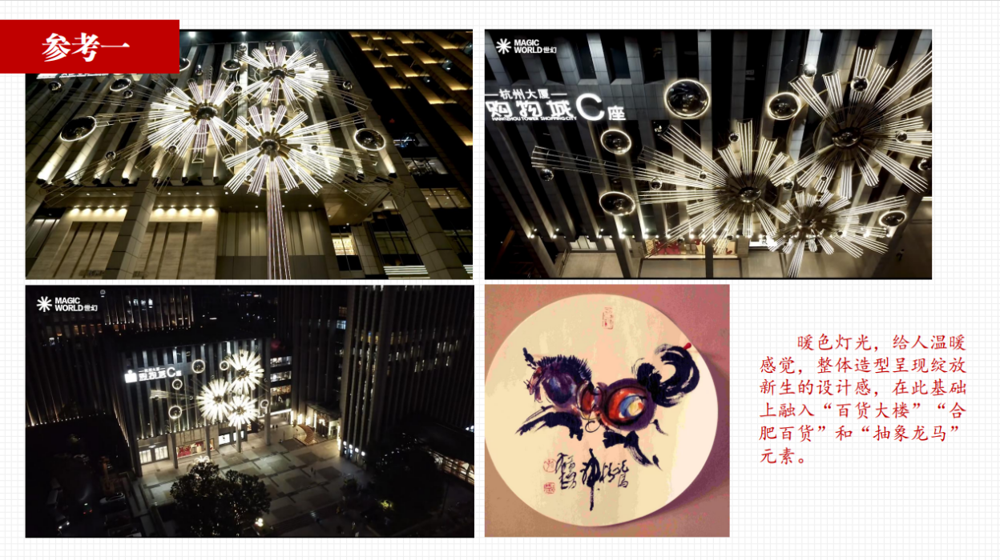 参考一
MAGIC
WORLD世幻
杭州大厦
购物城C座
HANGZHOU TOWER SHOPPING CITY
MAGIC
WORLD世幻
购物城C座
暖色灯光，给人温暖
感觉，整体造型呈现绽放
新生的设计感，在此基础
上融入“百货大楼”“合
肥百货”和“抽象龙马”
元素。